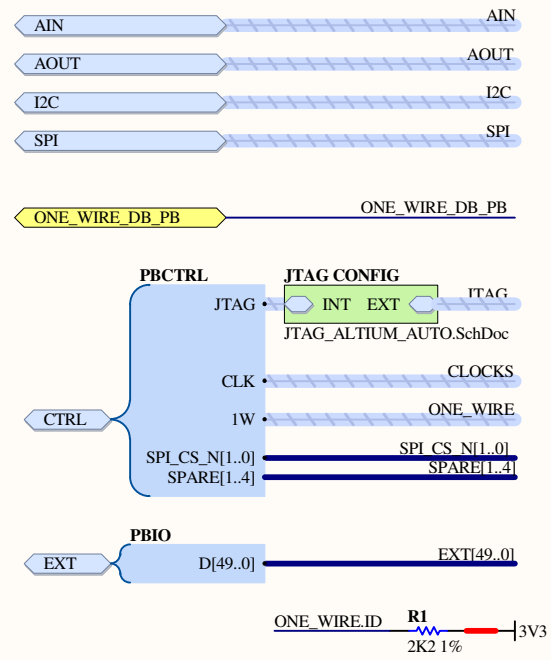 AIN AIN
AOUT AOUT
I2C I2C
SPI SPI
ONE_WIRE_DB_PB ONE_WIRE_DB_PB
PBCTRL JTAG CONFIG
JTAG INT EXT JTAG
JTAG_ALTIUM_AUTO.SchDoc
CLK CLOCKS
CTRL 1W ONE_WIRE
SPI_CS_N[1..0] SPI_CS_N[1..0]
SPARE[1..4] SPARE[1..4]
PBIO
EXT D[49..0] EXT[49..0]
ONE_WIRE.ID R1 3V3
2K2 1%